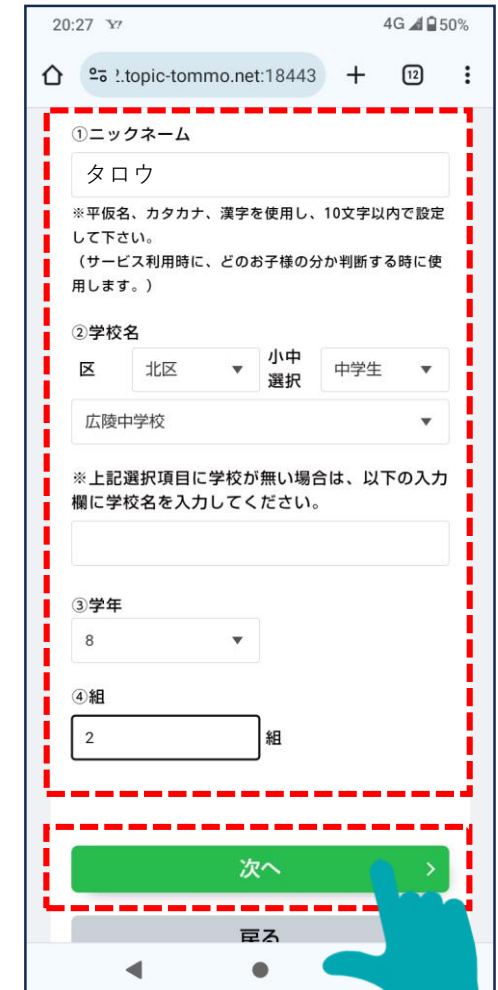 20:27 Y7 4G 50%
2.topic-tommo.net:18443 + 12
①ニックネーム
タロウ
※平仮名、カタカナ、漢字を使用し、10文字以内で設定
して下さい。
(サービス利用時に、どのお子様の分か判断する時に使
用します。)
②学校名
区 北区 ▼ 小中
選択 中学生 ▼
広陵中学校 ▼
※上記選択項目に学校が無い場合は、以下の入力
欄に学校名を入力してください。
③学年
8 ▼
④組
2 組
次へ >
戻る